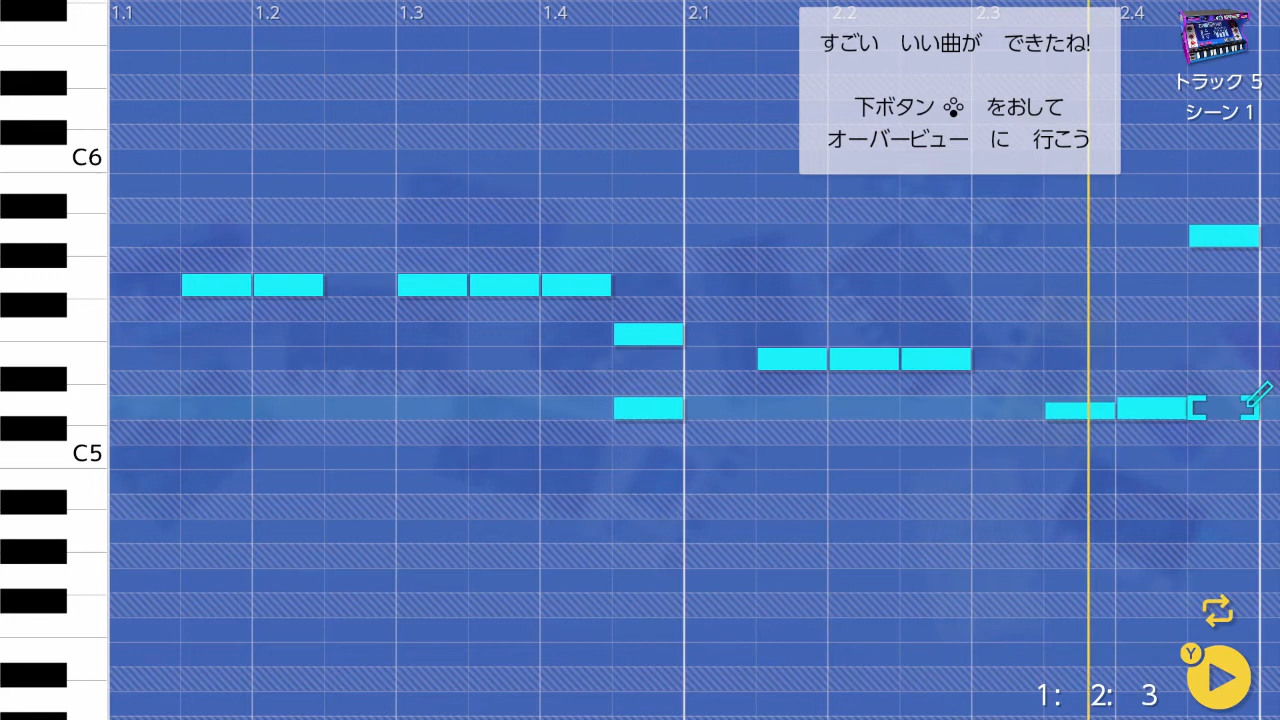 1.1 1.2 1.3 1.4 2.1 2.2 2.3 2.4
すごい いい曲が できたね!
下ボタン をおして
オーバービュー に 行こう
トラック 5
シーン 1
C6
C5
Y
1: 2: 3